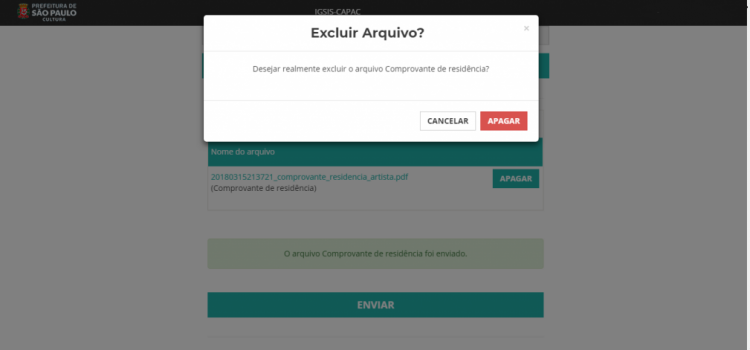 PREFEITURA DE
SÃO PAULO
CULTURA
IGSIS-CAPAC
Excluir Arquivo?
×
Desejar realmente excluir o arquivo Comprovante de residência?
CANCELAR
APAGAR
Nome do arquivo
20180315213721_comprovante_residencia_artista.pdf
APAGAR
(Comprovante de residência)
O arquivo Comprovante de residência foi enviado.
ENVIAR